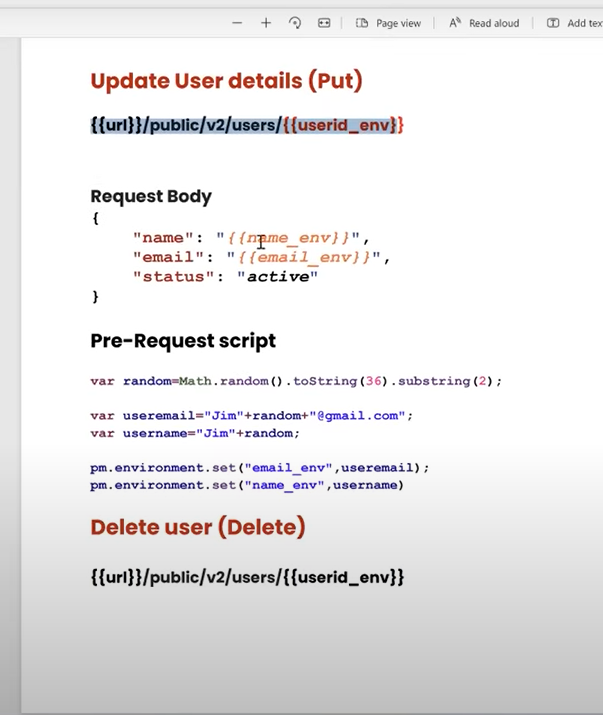 Page view
Read aloud
Add tex
Update User details (Put)
{{url}}/public/v2/users/{{userid_env}}
Request Body
{
"name": "{{name_env}}",
"email": "{{email_env}}",
"status": "active"
}
Pre-Request script
var random=Math.random().toString(36).substring(2);
var useremail="Jim"+random+"@gmail.com";
var username="Jim"+random;
pm.environment.set("email_env",useremail);
pm.environment.set("name_env",username)
Delete user (Delete)
{{url}}/public/v2/users/{{userid_env}}